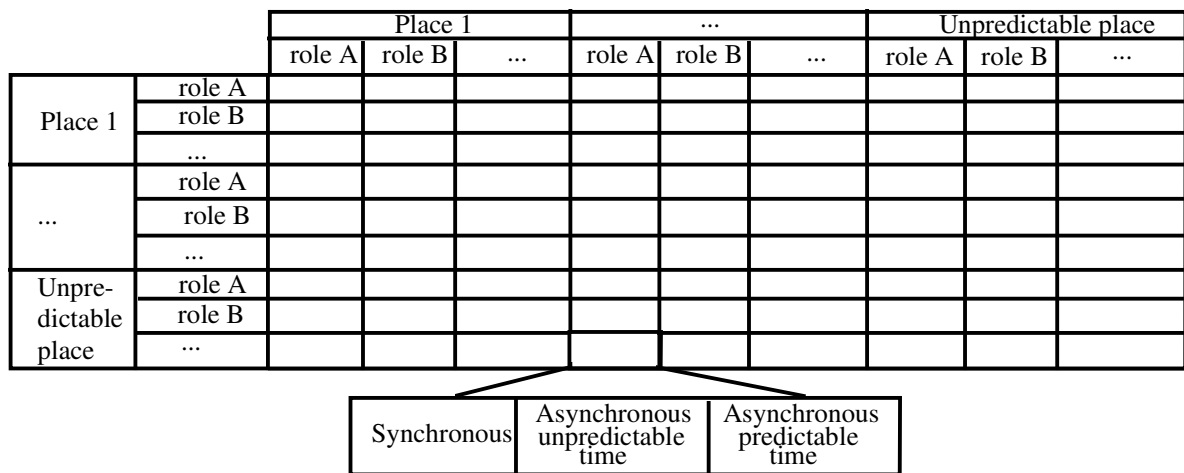 Place 1 ... Unpredictable place
role A role B ... role A role B ... role A role B ...
Place 1
role A
role B
...
...
role A
role B
...
Unpre-
dictable
place
role A
role B
...
Synchronous
Asynchronous
unpredictable
time
Asynchronous
predictable
time